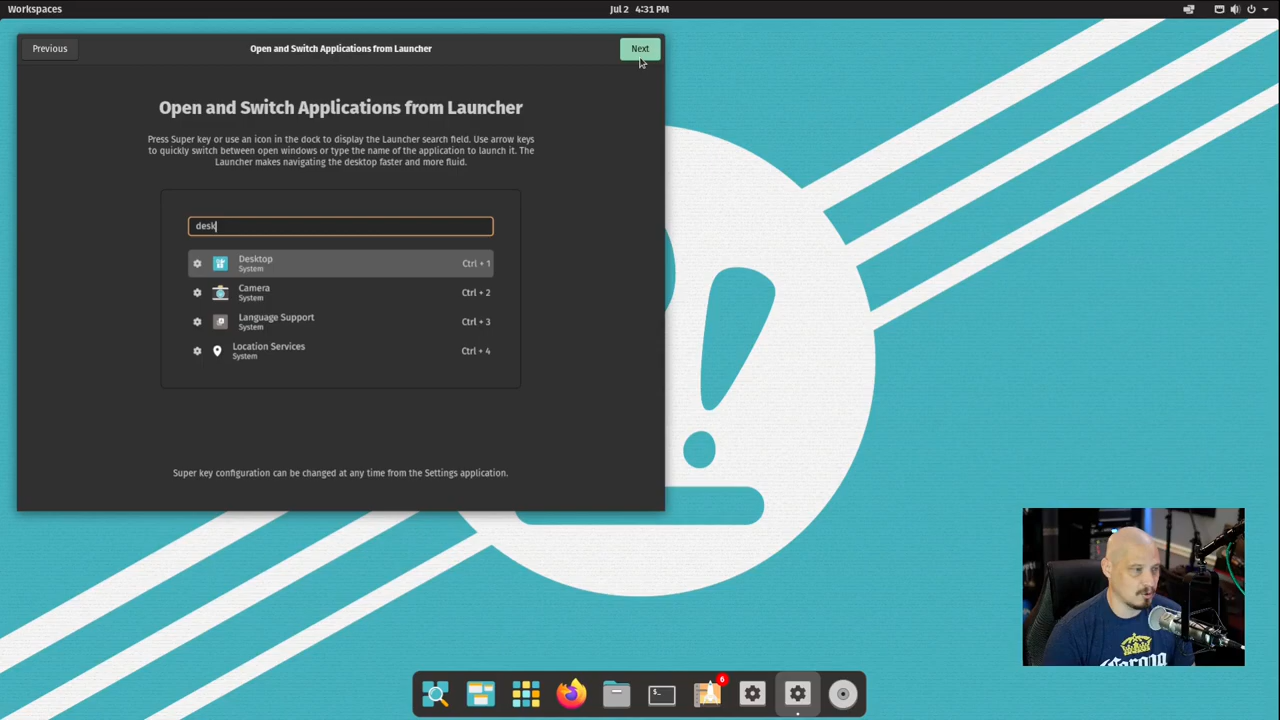 Workspaces
Jul 2 4:31 PM
Previous
Open and Switch Applications from Launcher
Next
Open and Switch Applications from Launcher
Press Super key or use an icon in the dock to display the Launcher search field. Use arrow keys
to quickly switch between open windows or type the name of the application to launch it. The
Launcher makes navigating the desktop faster and more fluid.
desk
Desktop
System
Ctrl + 1
Camera
System
Ctrl + 2
Language Support
System
Ctrl + 3
Location Services
System
Ctrl + 4
Super key configuration can be changed at any time from the Settings application.
Corona
6